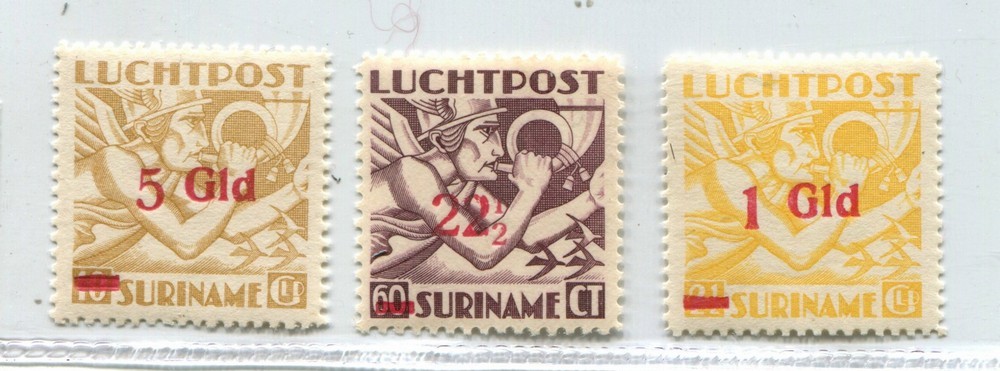 LUCHTPOST
5 Gld
SURINAME
LUCHTPOST
22½
60 SURINAME CT
LUCHTPOST
1 Gld
SURINAME